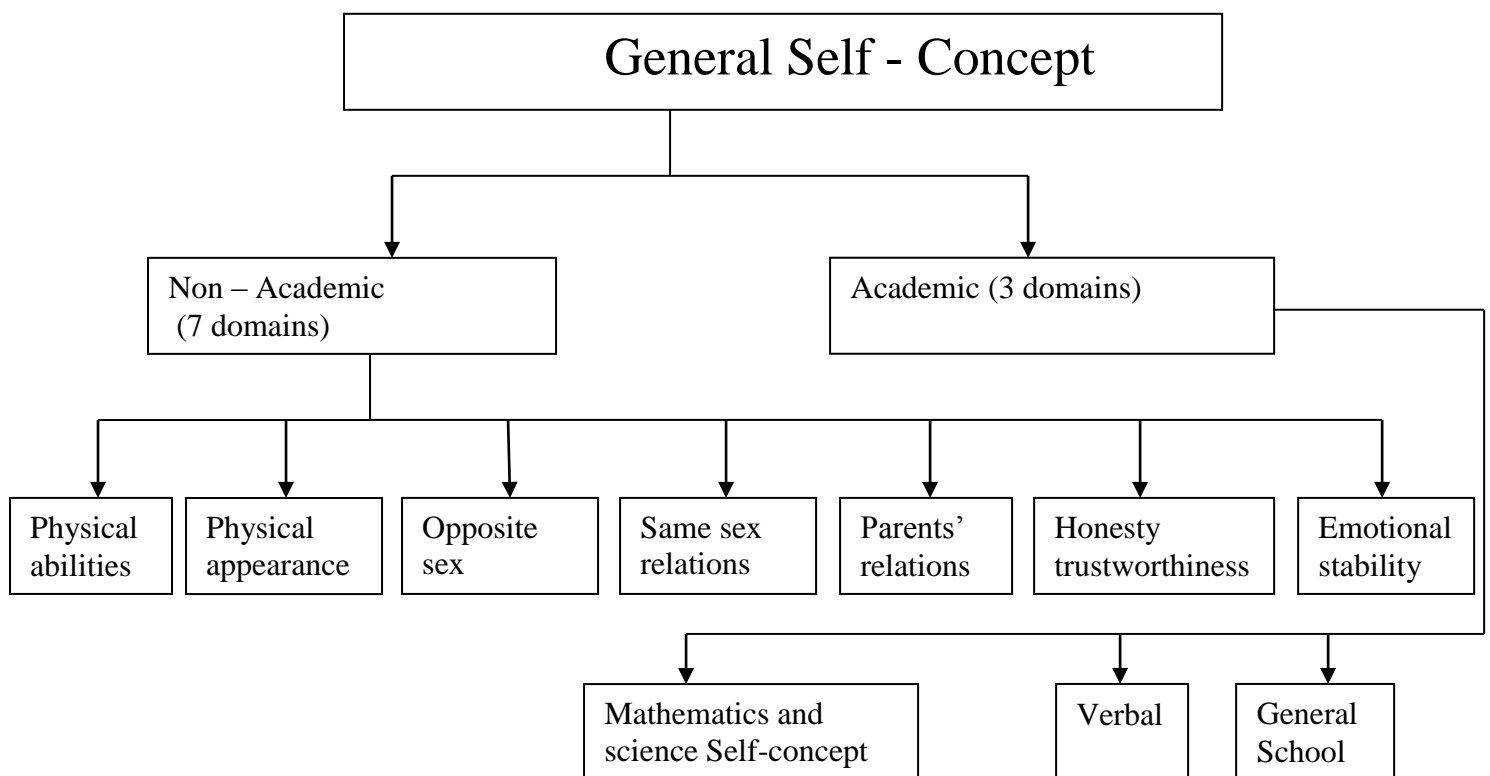 General Self - Concept
Non – Academic
(7 domains)
Academic (3 domains)
Physical
abilities
Physical
appearance
Opposite
sex
Same sex
relations
Parents’
relations
Honesty
trustworthiness
Emotional
stability
Mathematics and
science Self-concept
Verbal
General
School